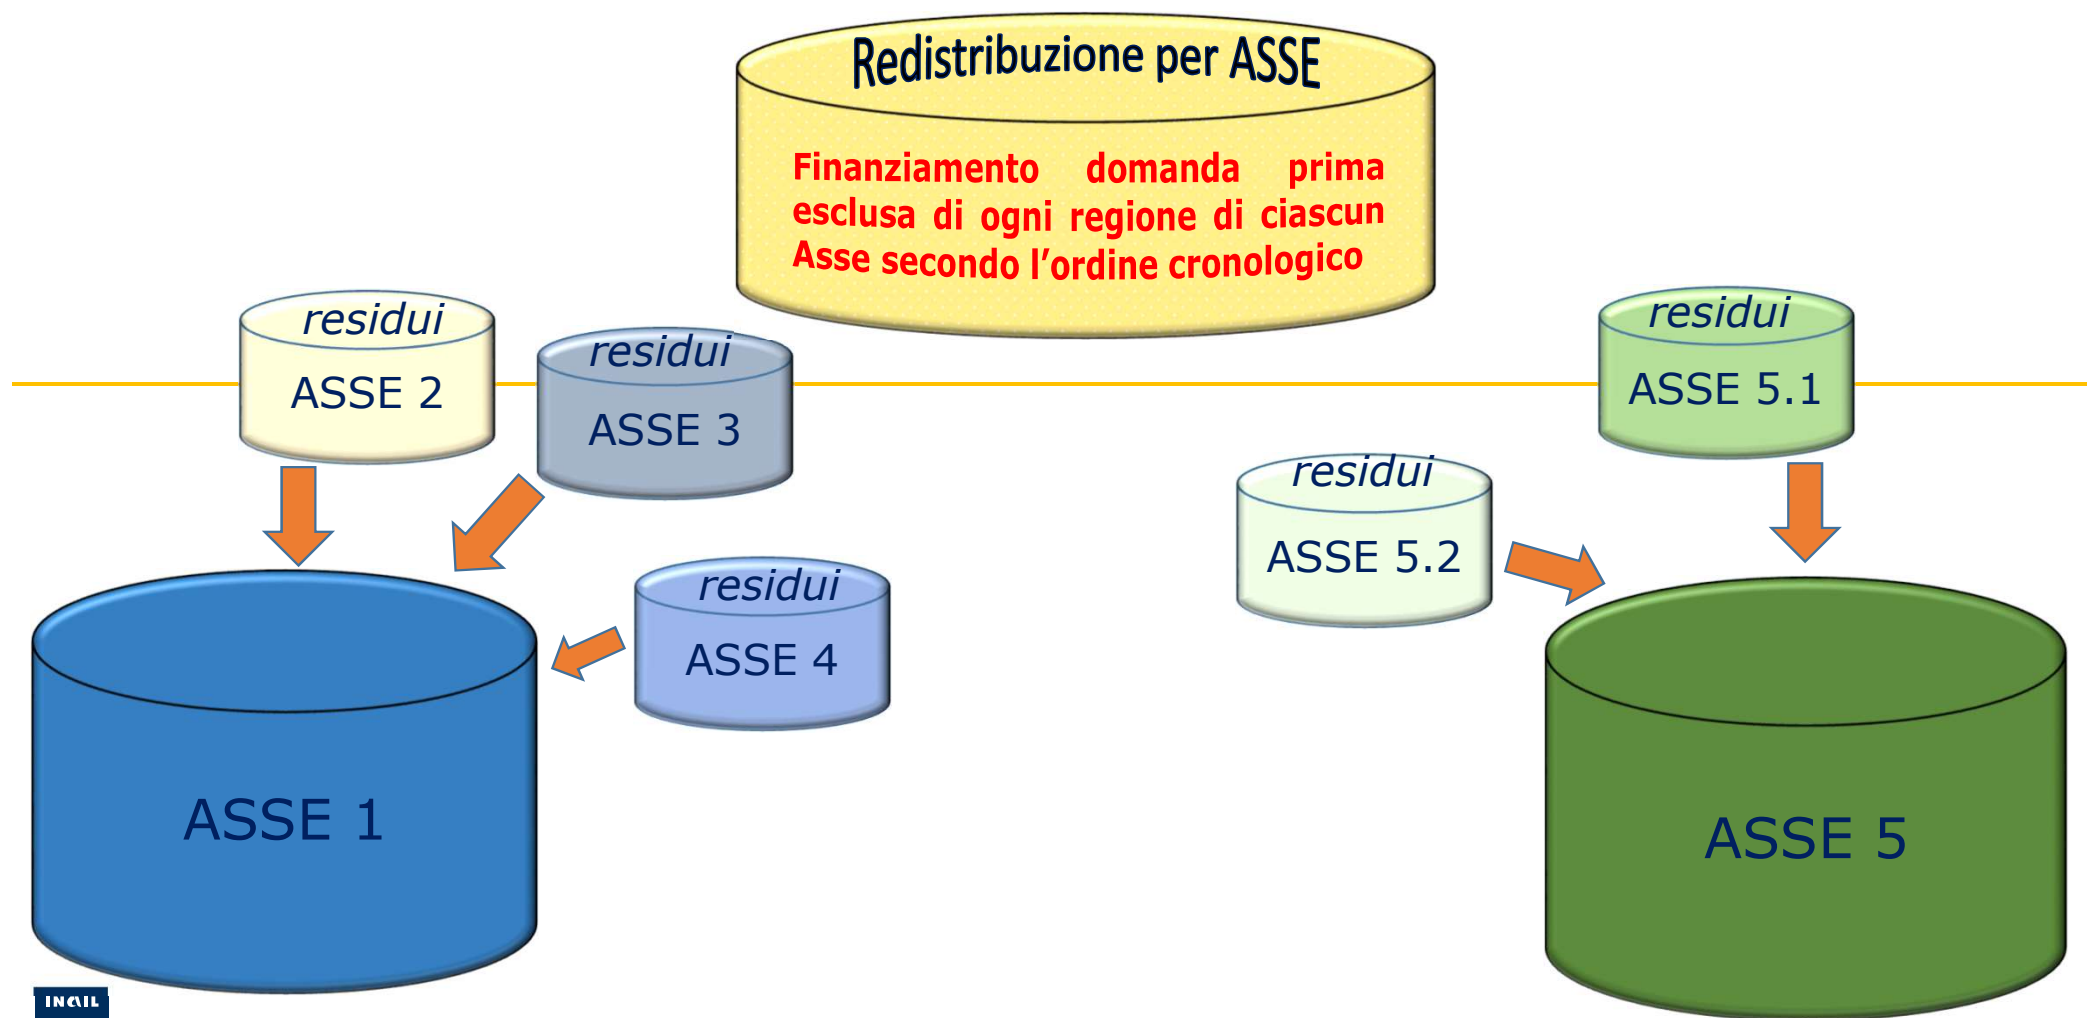 Redistribuzione per ASSE
Finanziamento domanda prima
esclusa di ogni regione di ciascun
Asse secondo l’ordine cronologico
residui
ASSE 2
residui
ASSE 3
residui
ASSE 5.1
residui
ASSE 5.2
residui
ASSE 4
ASSE 1
ASSE 5
INAIL